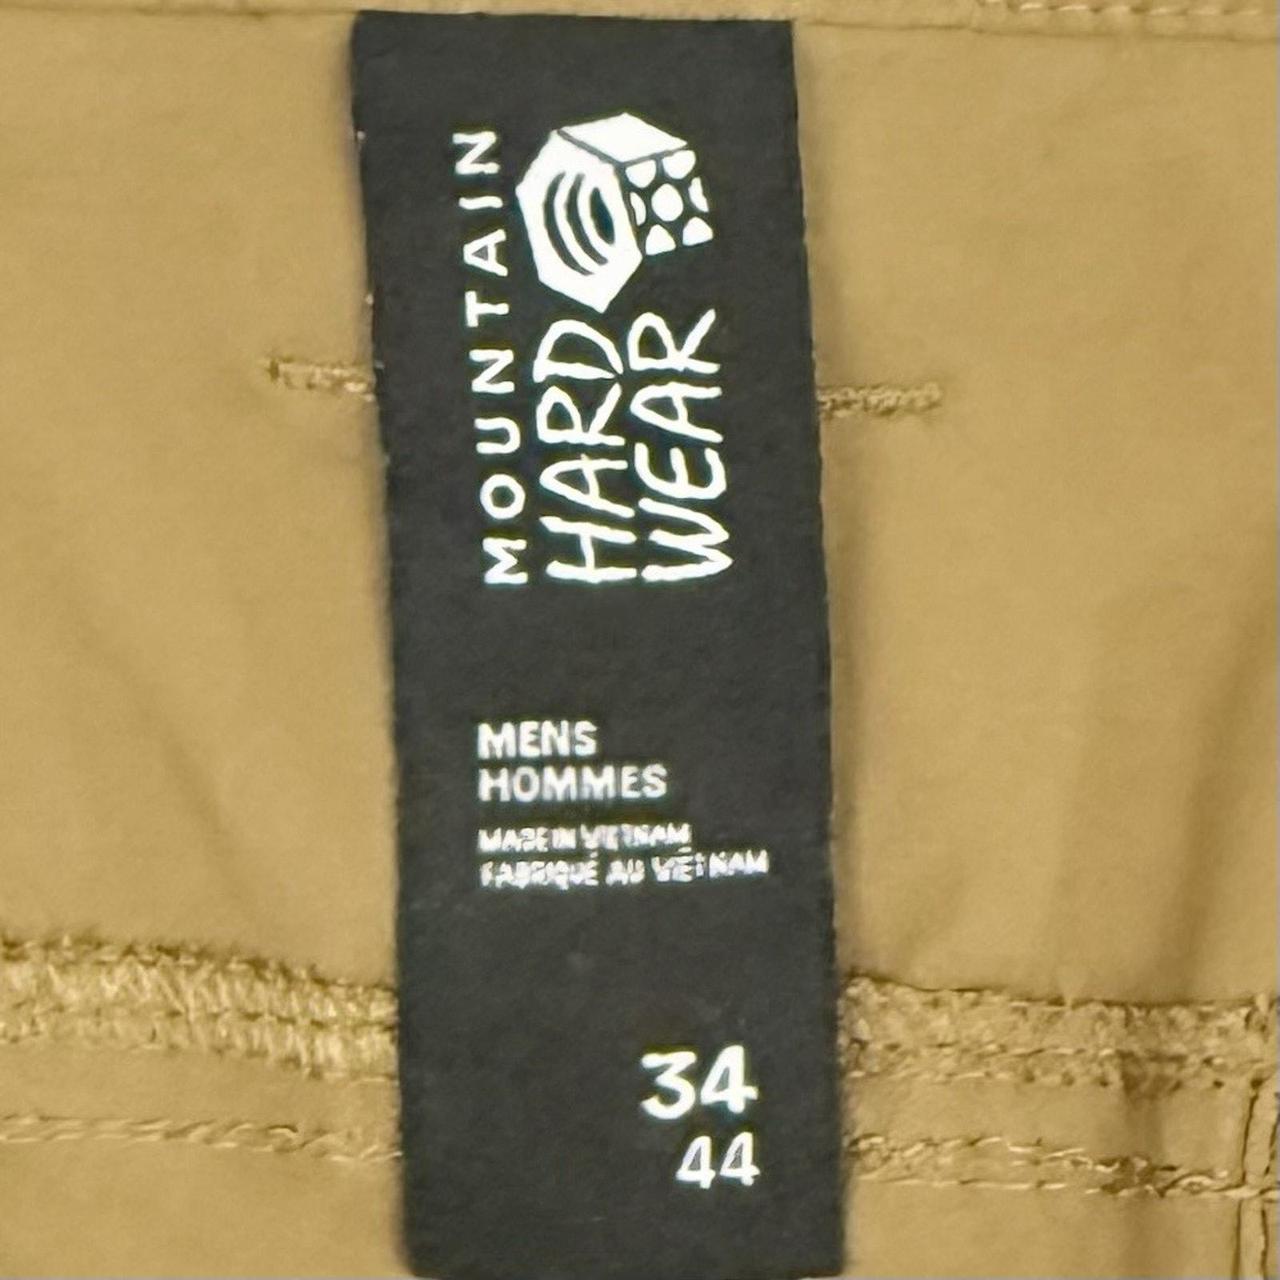 MOUNTAIN
HARD
WEAR
MENS
HOMMES
MADE IN VIETNAM
FABRIQUÉ AU VIETNAM
34
44